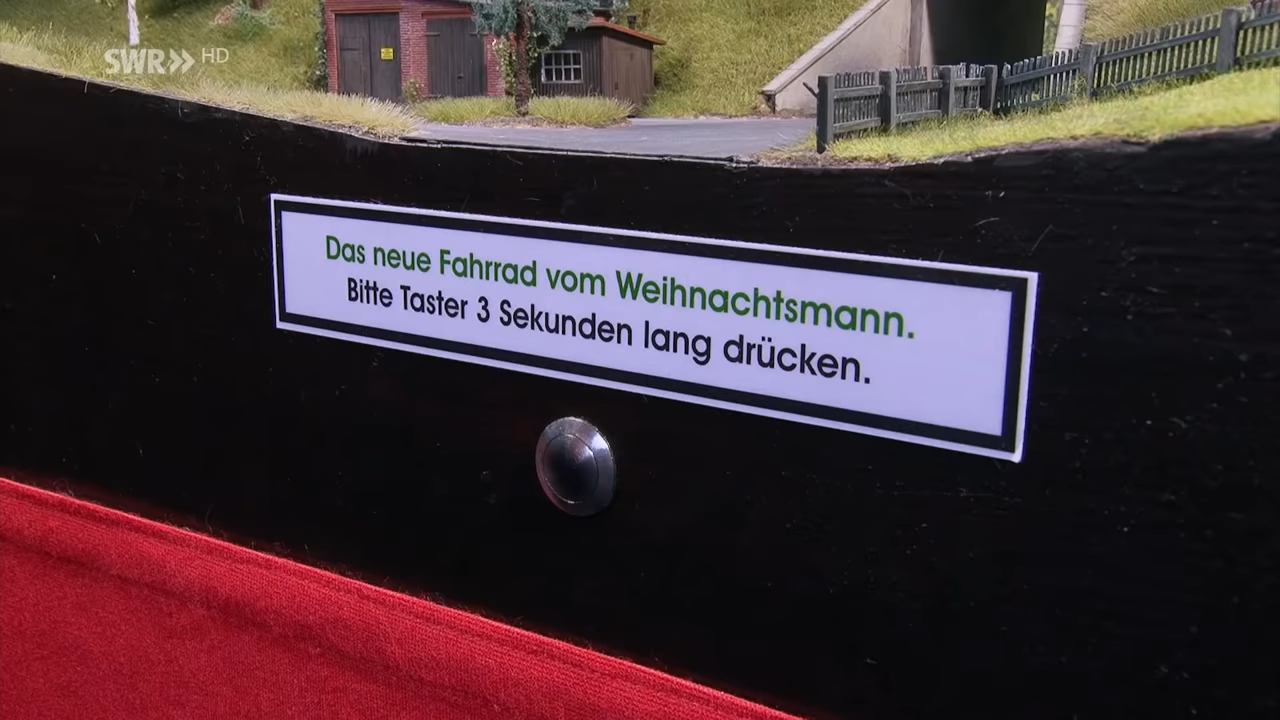 SWR HD
Das neue Fahrrad vom Weihnachtsmann.
Bitte Taster 3 Sekunden lang drücken.